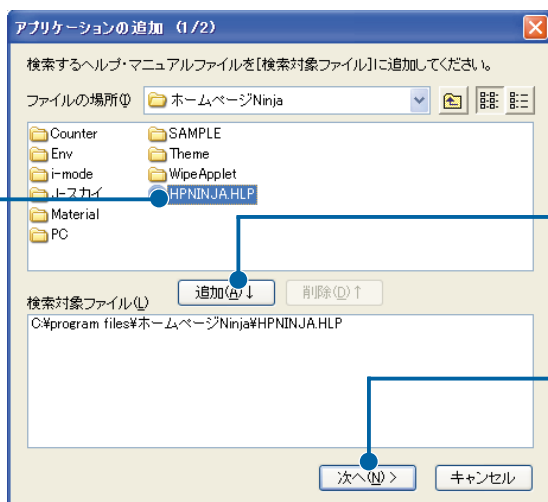 アプリケーションの追加 (1/2)
検索するヘルプ・マニュアルファイルを[検索対象ファイル]に追加してください。
ファイルの場所(I) ホームページNinja
Counter
Env
i-mode
J-スカイ
Material
PC
SAMPLE
Theme
WipeApplet
HPNINJA.HLP
追加(A)↓ 削除(D)↑
検索対象ファイル(L)
C:¥program files¥ホームページNinja¥HPNINJA.HLP
次へ(N) > キャンセル